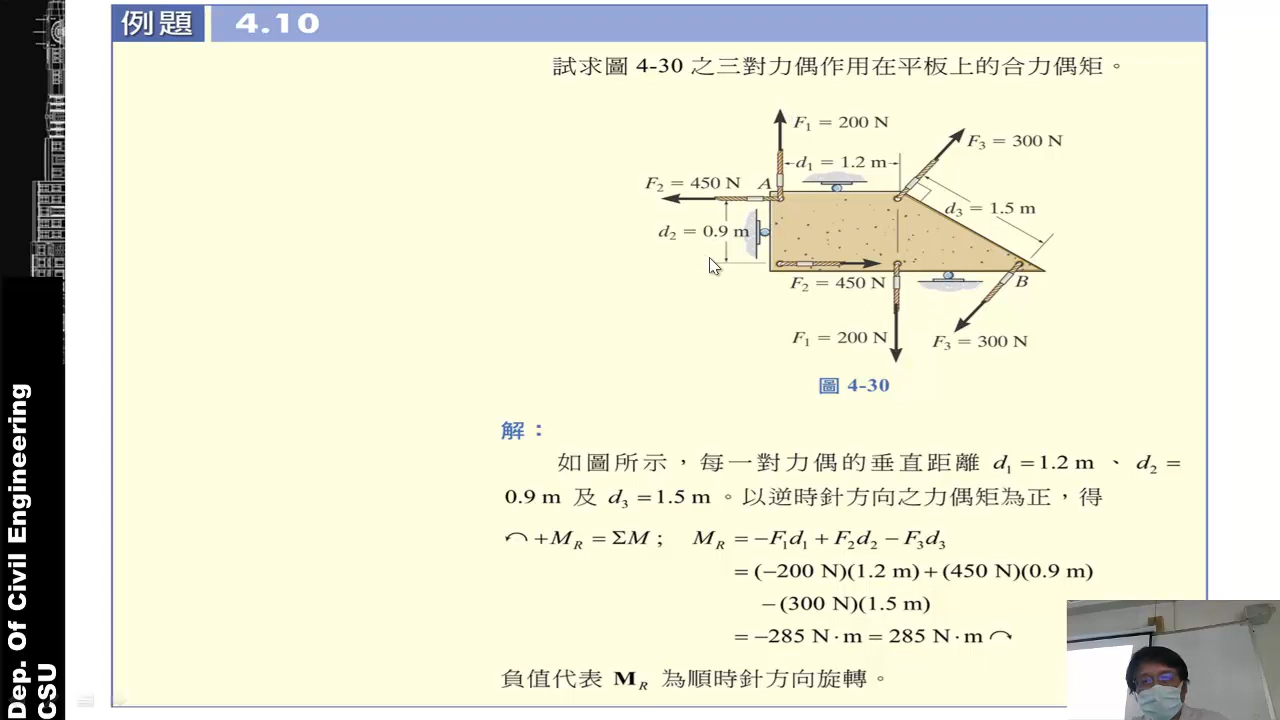 例題 4.10
試求圖 4-30 之三對力偶作用在平板上的合力偶矩。
F₁ = 200 N
F₃ = 300 N
d₁ = 1.2 m
F₂ = 450 N A
d₃ = 1.5 m
d₂ = 0.9 m
F₂ = 450 N
B
F₁ = 200 N
F₃ = 300 N
圖 4-30
解：
如圖所示，每一對力偶的垂直距離 d₁ = 1.2 m 、 d₂ =
0.9 m 及 d₃ = 1.5 m 。以逆時針方向之力偶矩為正，得
↶ + M_R = ΣM ; M_R = −F₁d₁ + F₂d₂ − F₃d₃
= (−200 N)(1.2 m) + (450 N)(0.9 m)
− (300 N)(1.5 m)
= −285 N·m = 285 N·m ↷
負值代表 M_R 為順時針方向旋轉。
Dep. Of Civil Engineering
CSU